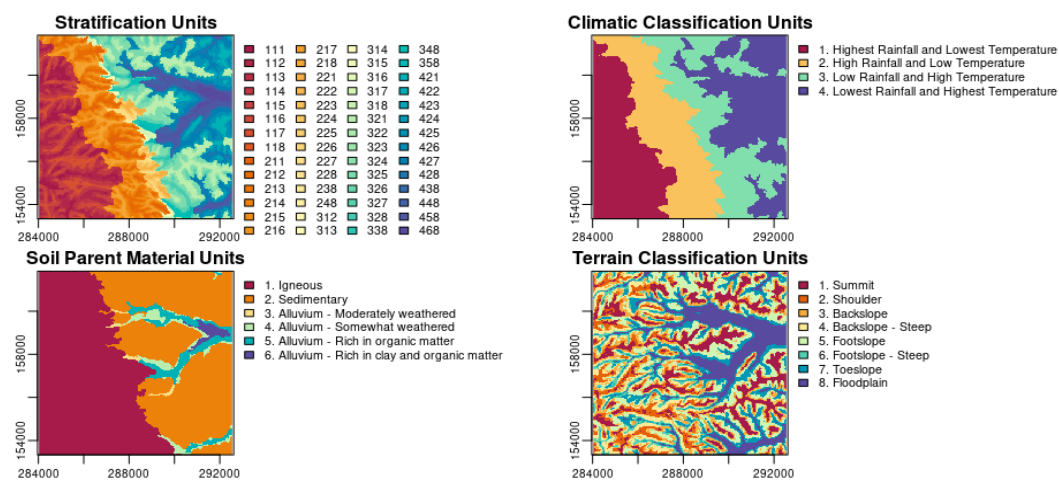 Stratification Units
111 217 314 348
112 218 315 358
113 221 316 421
114 222 317 422
115 223 318 423
116 224 321 424
117 225 322 425
118 226 323 426
211 227 324 427
212 228 325 428
213 238 326 438
214 248 327 448
215 312 328 458
216 313 338 468
158000
154000
284000 288000 292000
Climatic Classification Units
1. Highest Rainfall and Lowest Temperature
2. High Rainfall and Low Temperature
3. Low Rainfall and High Temperature
4. Lowest Rainfall and Highest Temperature
158000
154000
284000 288000 292000
Soil Parent Material Units
1. Igneous
2. Sedimentary
3. Alluvium - Moderately weathered
4. Alluvium - Somewhat weathered
5. Alluvium - Rich in organic matter
6. Alluvium - Rich in clay and organic matter
158000
154000
284000 288000 292000
Terrain Classification Units
1. Summit
2. Shoulder
3. Backslope
4. Backslope - Steep
5. Footslope
6. Footslope - Steep
7. Toeslope
8. Floodplain
158000
154000
284000 288000 292000